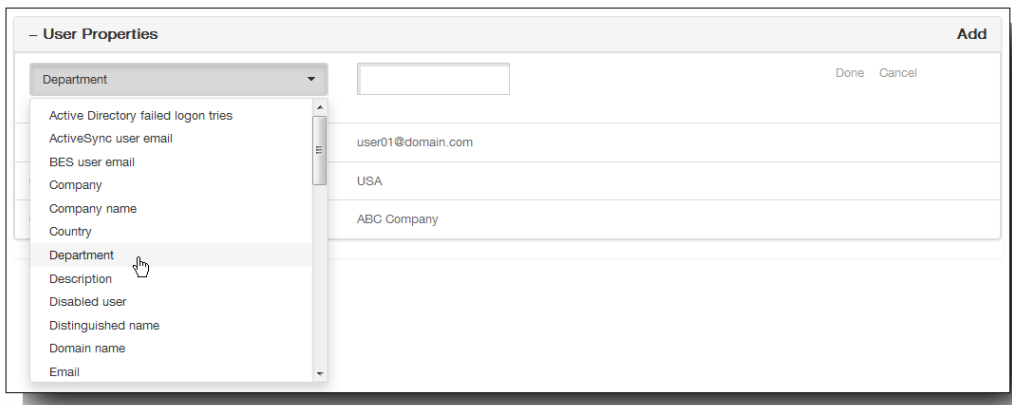 – User Properties Add
Department Done Cancel
Active Directory failed logon tries
ActiveSync user email
user01@domain.com
BES user email
Company USA
Company name
ABC Company
Country
Department
Description
Disabled user
Distinguished name
Domain name
Email